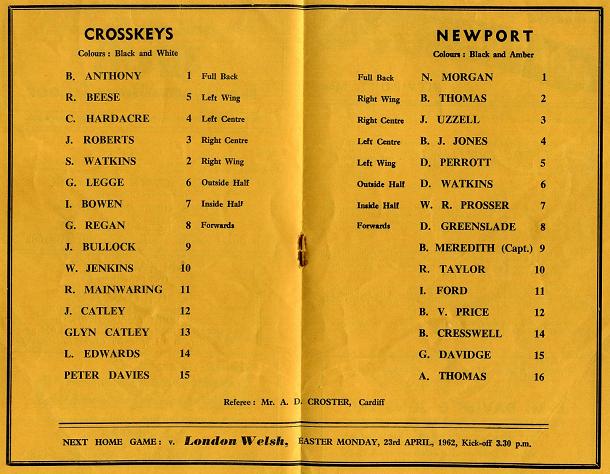 CROSSKEYS
Colours : Black and White
B. ANTHONY 1 Full Back
R. BEESE 5 Left Wing
C. HARDACRE 4 Left Centre
J. ROBERTS 3 Right Centre
S. WATKINS 2 Right Wing
G. LEGGE 6 Outside Half
I. BOWEN 7 Inside Half
G. REGAN 8 Forwards
J. BULLOCK 9
W. JENKINS 10
R. MAINWARING 11
J. CATLEY 12
GLYN CATLEY 13
L. EDWARDS 14
PETER DAVIES 15
NEWPORT
Colours : Black and Amber
Full Back N. MORGAN 1
Right Wing B. THOMAS 2
Right Centre J. UZZELL 3
Left Centre B. J. JONES 4
Left Wing D. PERROTT 5
Outside Half D. WATKINS 6
Inside Half W. R. PROSSER 7
Forwards D. GREENSLADE 8
B. MEREDITH (Capt.) 9
R. TAYLOR 10
I. FORD 11
B. V. PRICE 12
B. CRESSWELL 14
G. DAVIDGE 15
A. THOMAS 16
Referee : Mr. A. D. CROSTER, Cardiff
NEXT HOME GAME : v. London Welsh, EASTER MONDAY, 23rd APRIL, 1962, Kick-off 3.30 p.m.